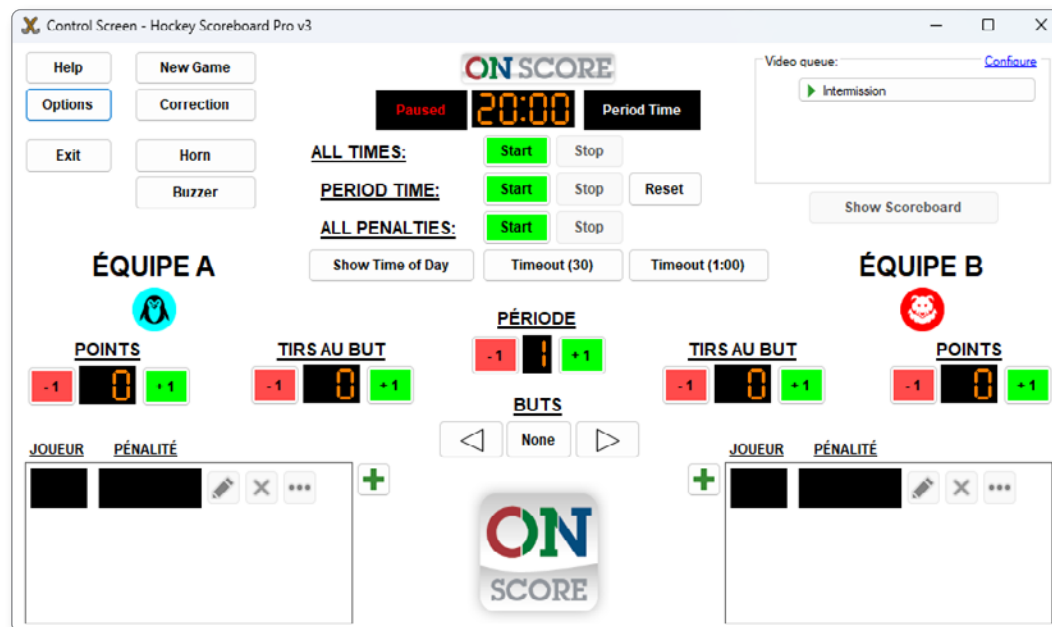 Control Screen - Hockey Scoreboard Pro v3
Help New Game
Options Correction
Exit Horn
Buzzer
ON SCORE
Paused 20:00 Period Time
ALL TIMES: Start Stop
PERIOD TIME: Start Stop Reset
ALL PENALTIES: Start Stop
Show Time of Day Timeout (30) Timeout (1:00)
Video queue: Configure
Intermission
Show Scoreboard
ÉQUIPE A
ÉQUIPE B
PÉRIODE
-1 1 +1
POINTS
-1 0 +1
TIRS AU BUT
-1 0 +1
TIRS AU BUT
-1 0 +1
POINTS
-1 0 +1
BUTS
None
JOUEUR PÉNALITÉ
JOUEUR PÉNALITÉ
ON
SCORE